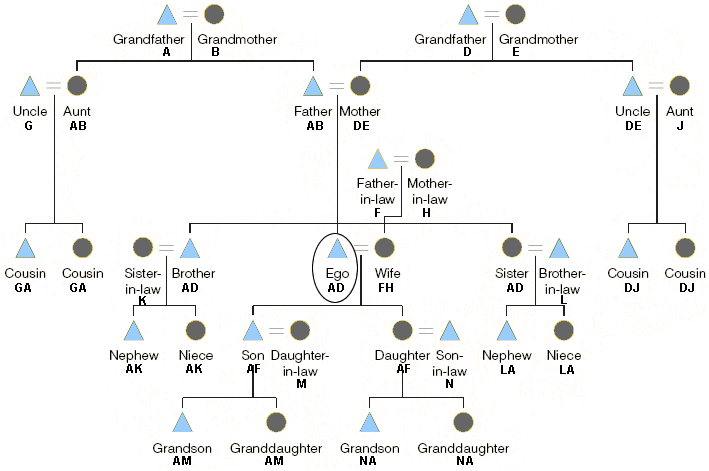 Grandfather Grandmother Grandfather Grandmother
A B D E
Uncle Aunt Father Mother Uncle Aunt
G AB AB DE DE J
Father- Mother-
in-law in-law
F H
Cousin Cousin Sister- Brother Ego Wife Sister Brother- Cousin Cousin
GA GA in-law AD AD FH AD in-law DJ DJ
K L
Nephew Niece Son Daughter- Daughter Son- Nephew Niece
AK AK AF in-law AF in-law LA LA
M N
Grandson Granddaughter Grandson Granddaughter
AM AM NA NA